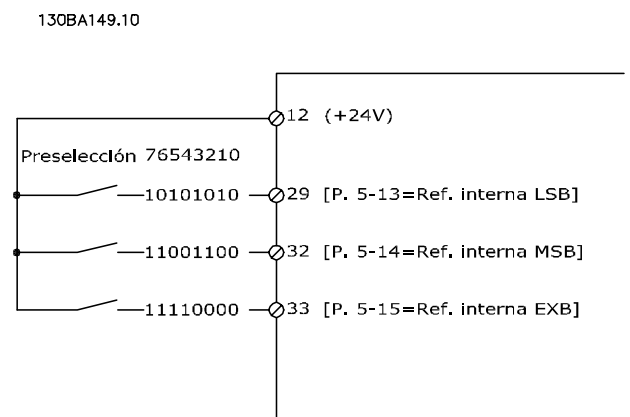 130BA149.10
12 (+24V)
Preselección 76543210
10101010 29 [P. 5-13=Ref. interna LSB]
11001100 32 [P. 5-14=Ref. interna MSB]
11110000 33 [P. 5-15=Ref. interna EXB]